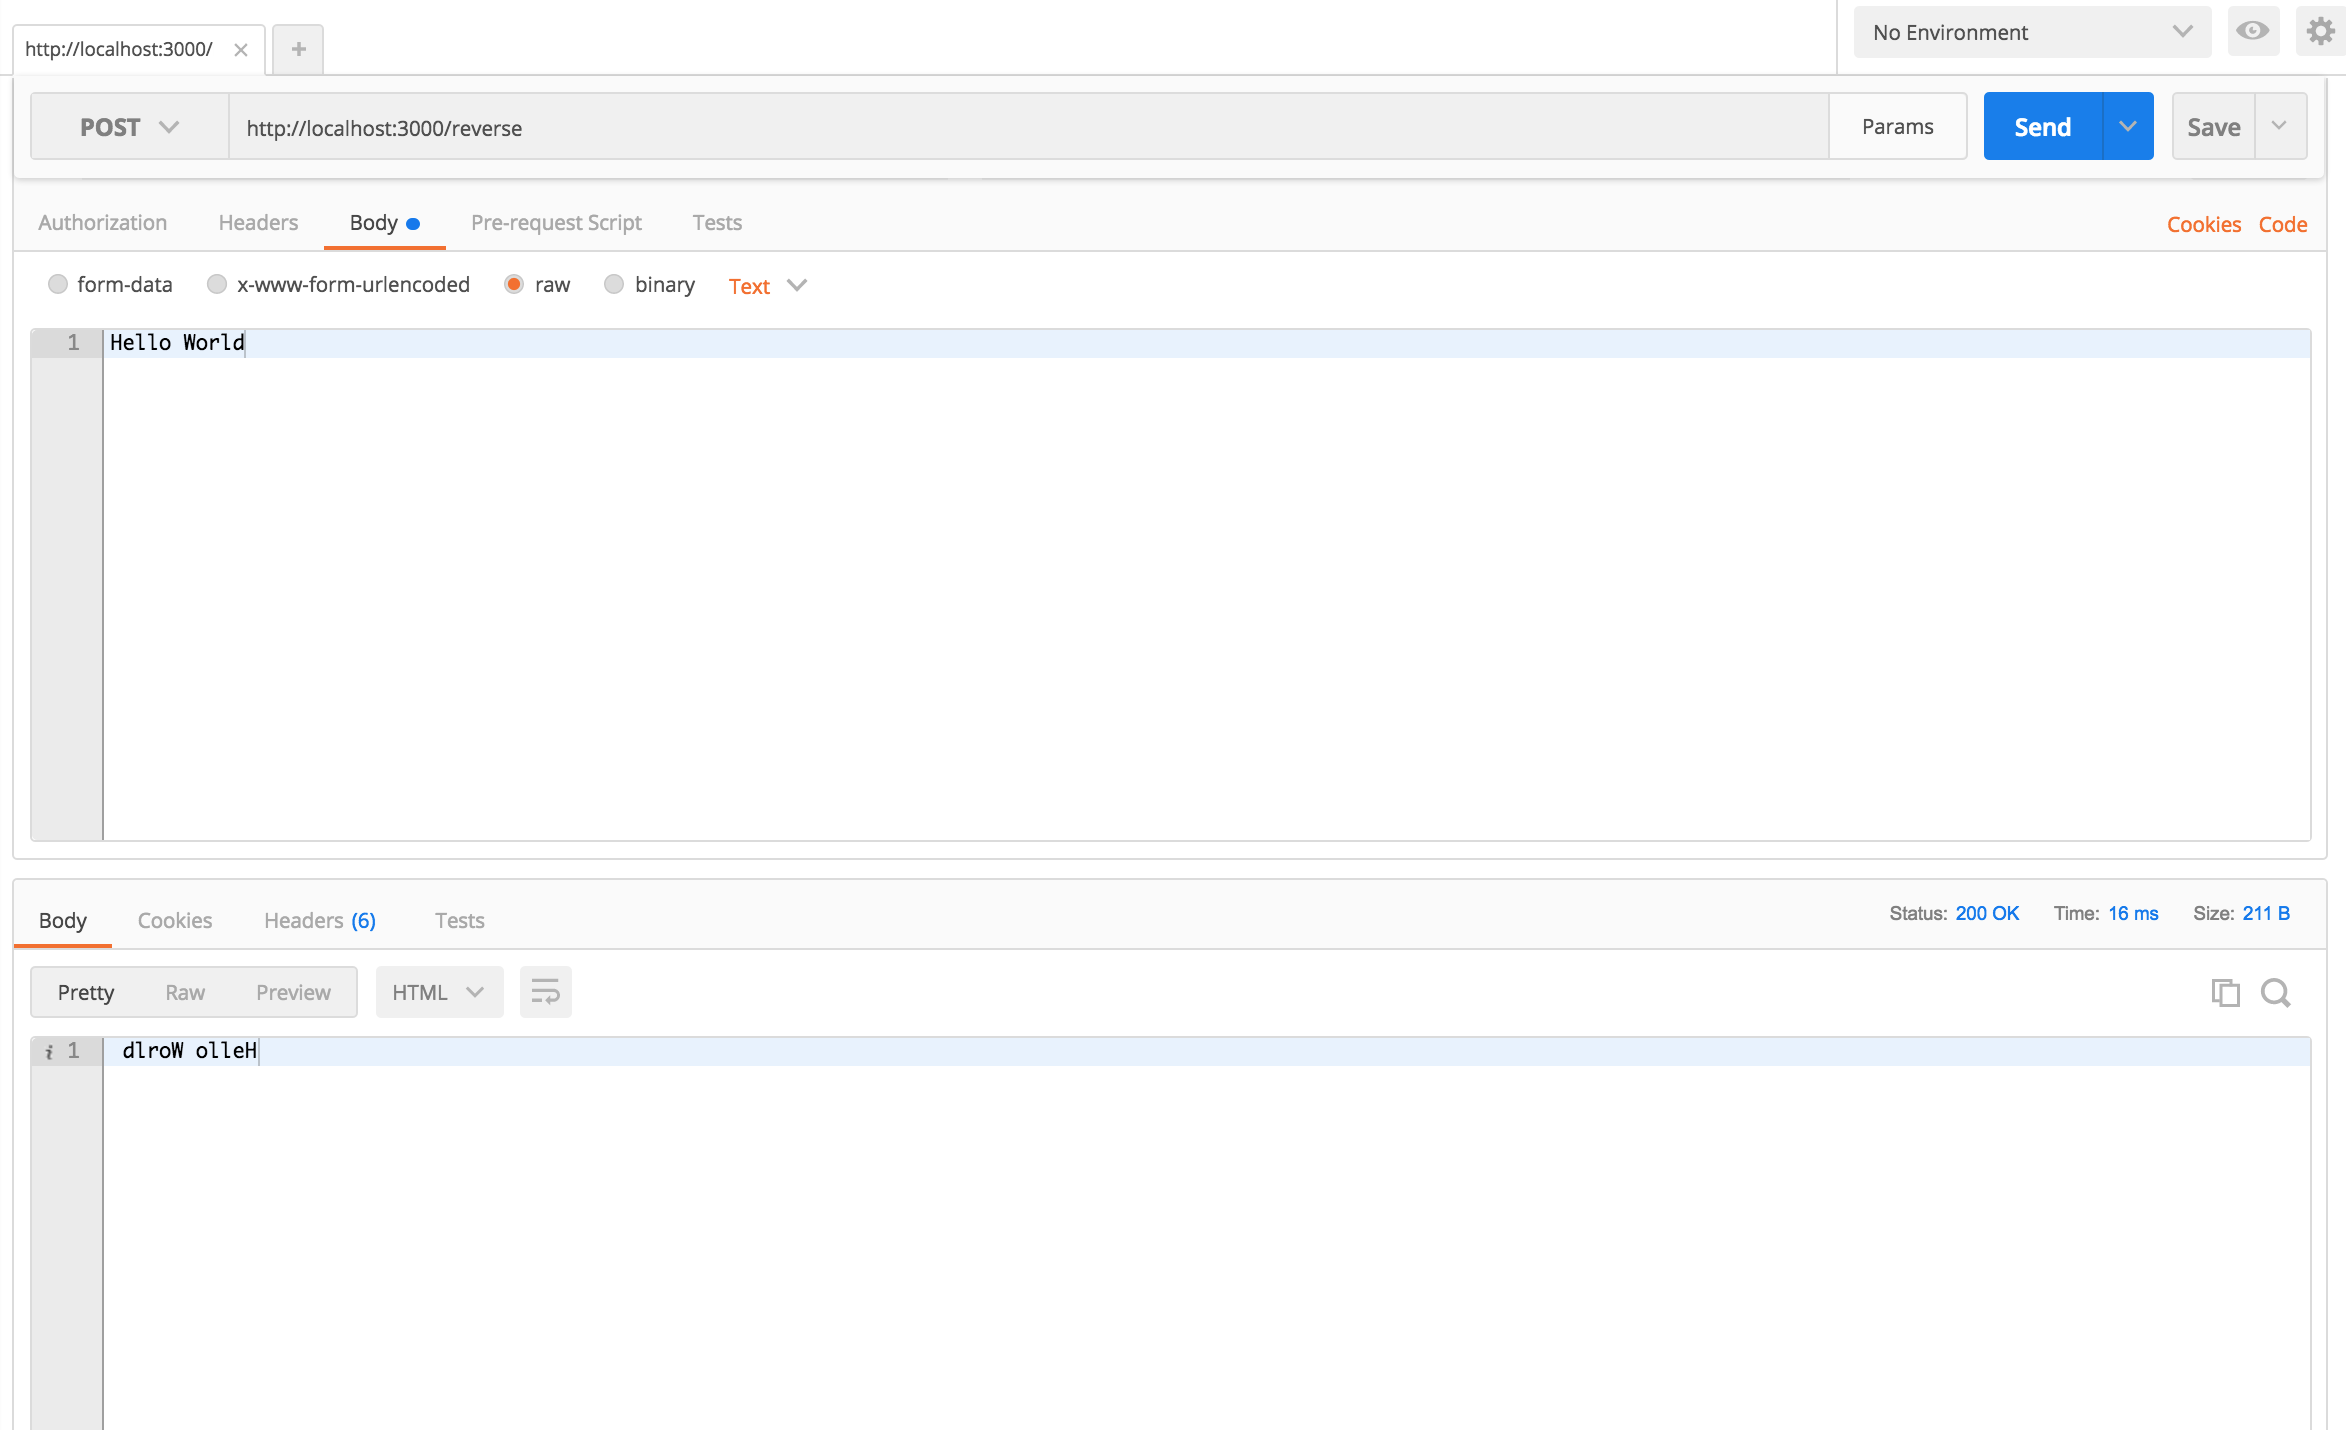 http://localhost:3000/
No Environment
POST http://localhost:3000/reverse Params Send Save
Authorization Headers Body Pre-request Script Tests Cookies Code
form-data x-www-form-urlencoded raw binary Text
1 Hello World
Body Cookies Headers (6) Tests Status: 200 OK Time: 16 ms Size: 211 B
Pretty Raw Preview HTML
i 1 dlroW olleH